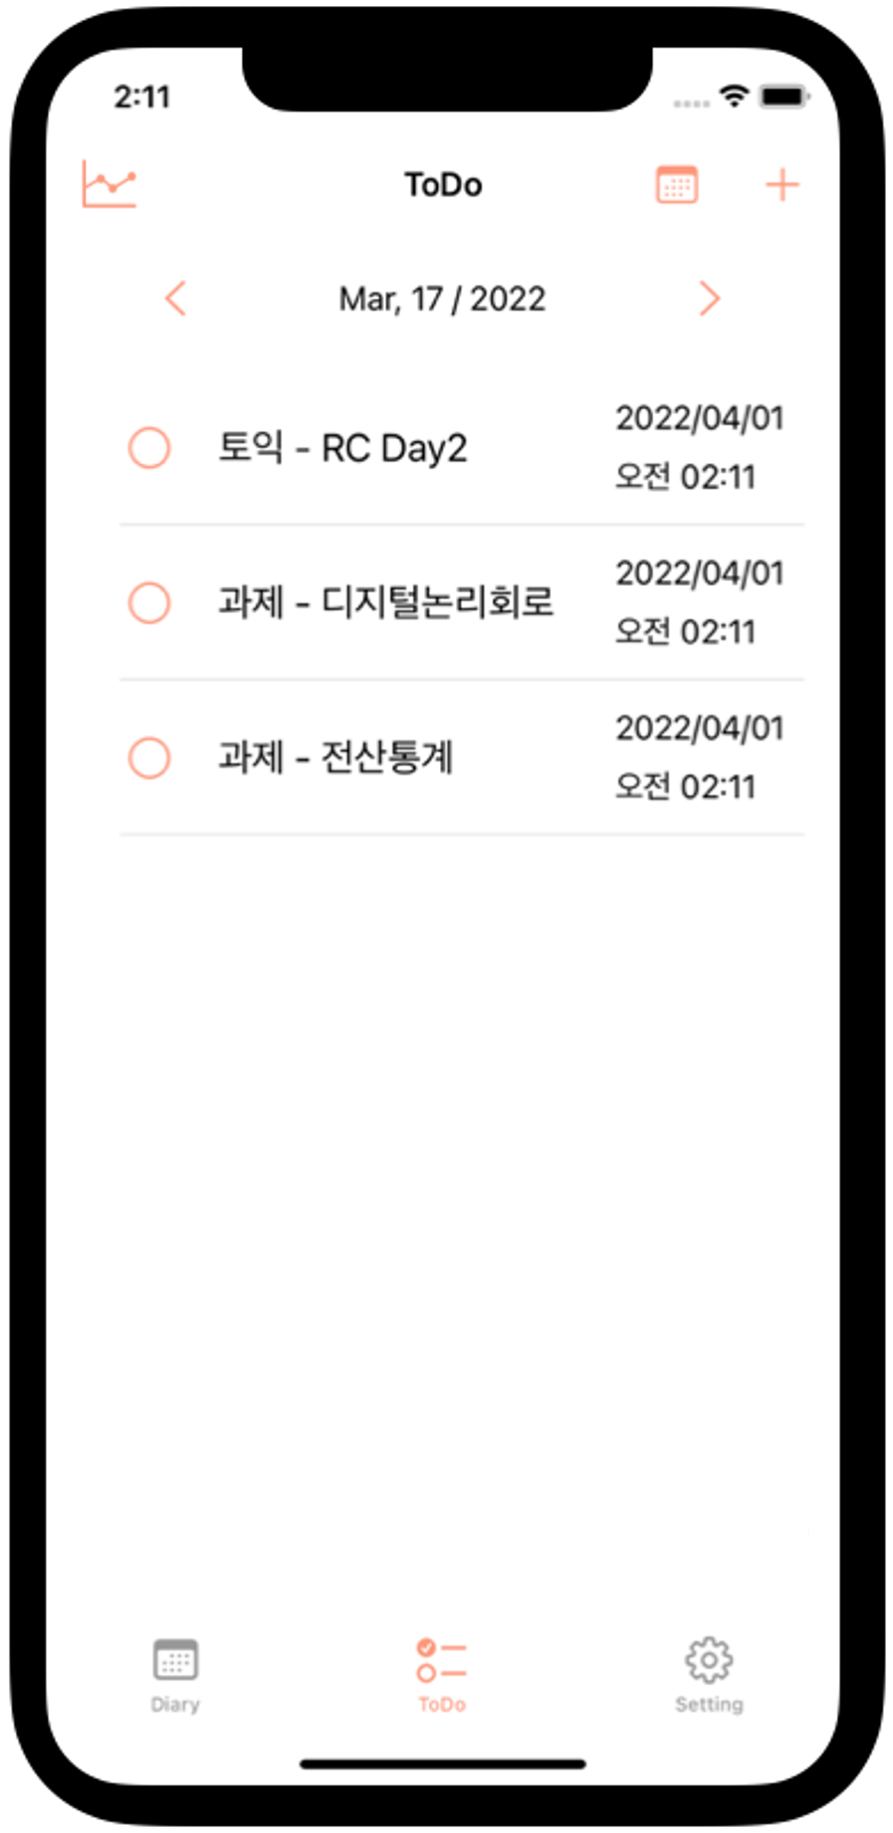 2:11
ToDo
Mar, 17 / 2022
토익 - RC Day2
2022/04/01
오전 02:11
과제 - 디지털논리회로
2022/04/01
오전 02:11
과제 - 전산통계
2022/04/01
오전 02:11
Diary
ToDo
Setting